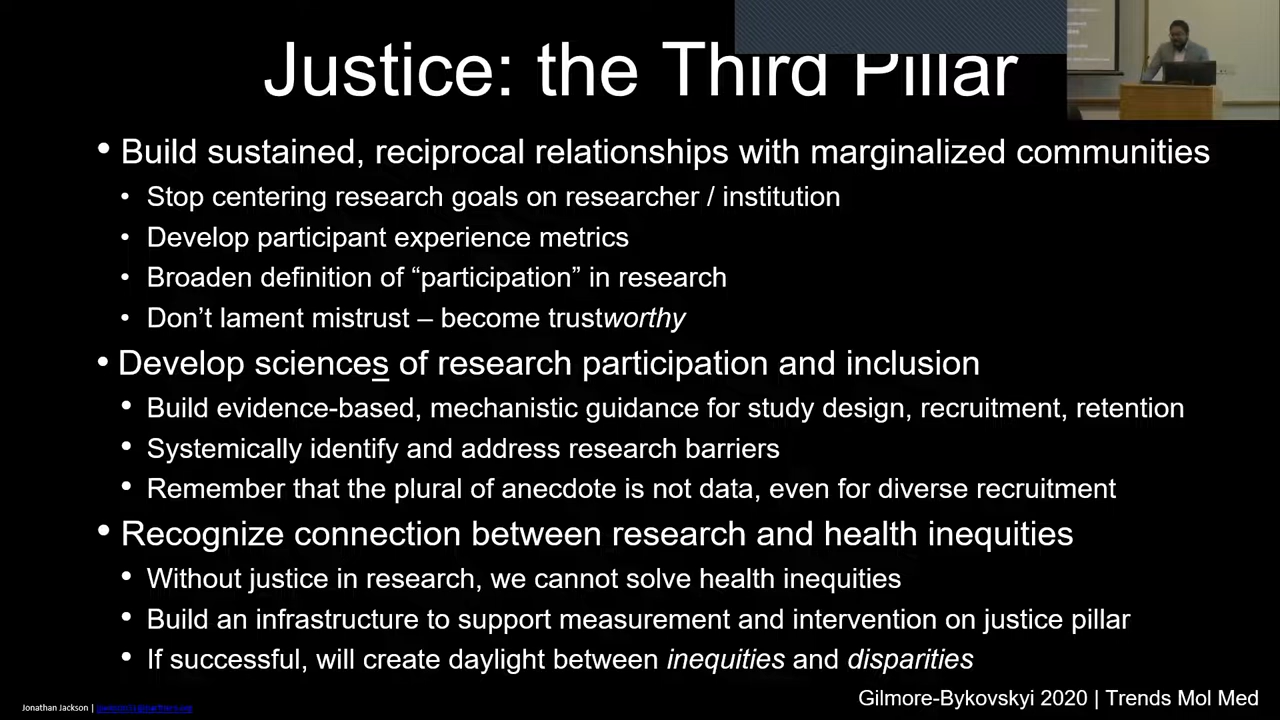 Justice: the Third Pillar
• Build sustained, reciprocal relationships with marginalized communities
• Stop centering research goals on researcher / institution
• Develop participant experience metrics
• Broaden definition of “participation” in research
• Don’t lament mistrust – become trustworthy
• Develop sciences of research participation and inclusion
• Build evidence-based, mechanistic guidance for study design, recruitment, retention
• Systemically identify and address research barriers
• Remember that the plural of anecdote is not data, even for diverse recruitment
• Recognize connection between research and health inequities
• Without justice in research, we cannot solve health inequities
• Build an infrastructure to support measurement and intervention on justice pillar
• If successful, will create daylight between inequities and disparities
Gilmore-Bykovskyi 2020 | Trends Mol Med
Jonathan Jackson |